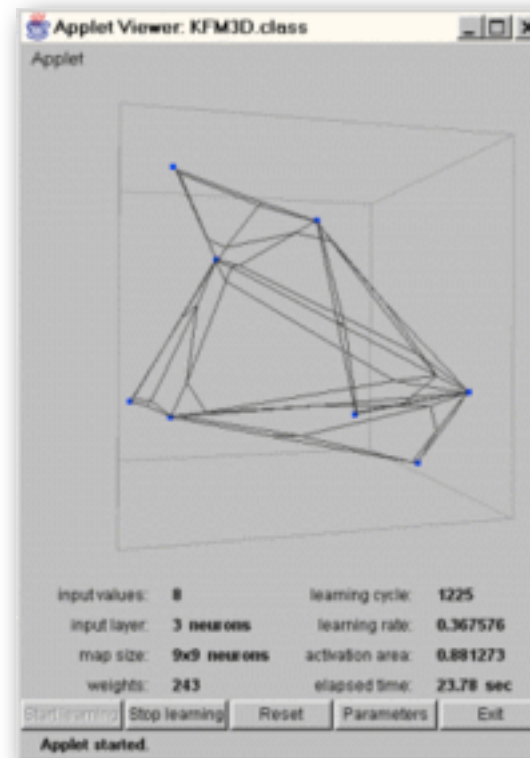 Applet Viewer: KFM3D.class
Applet
input values: 8 learning cycle: 1225
input layer: 3 neurons learning rate: 0.367576
map size: 9x9 neurons activation area: 0.881273
weights: 243 elapsed time: 23.78 sec
Start learning Stop learning Reset Parameters Exit
Applet started.